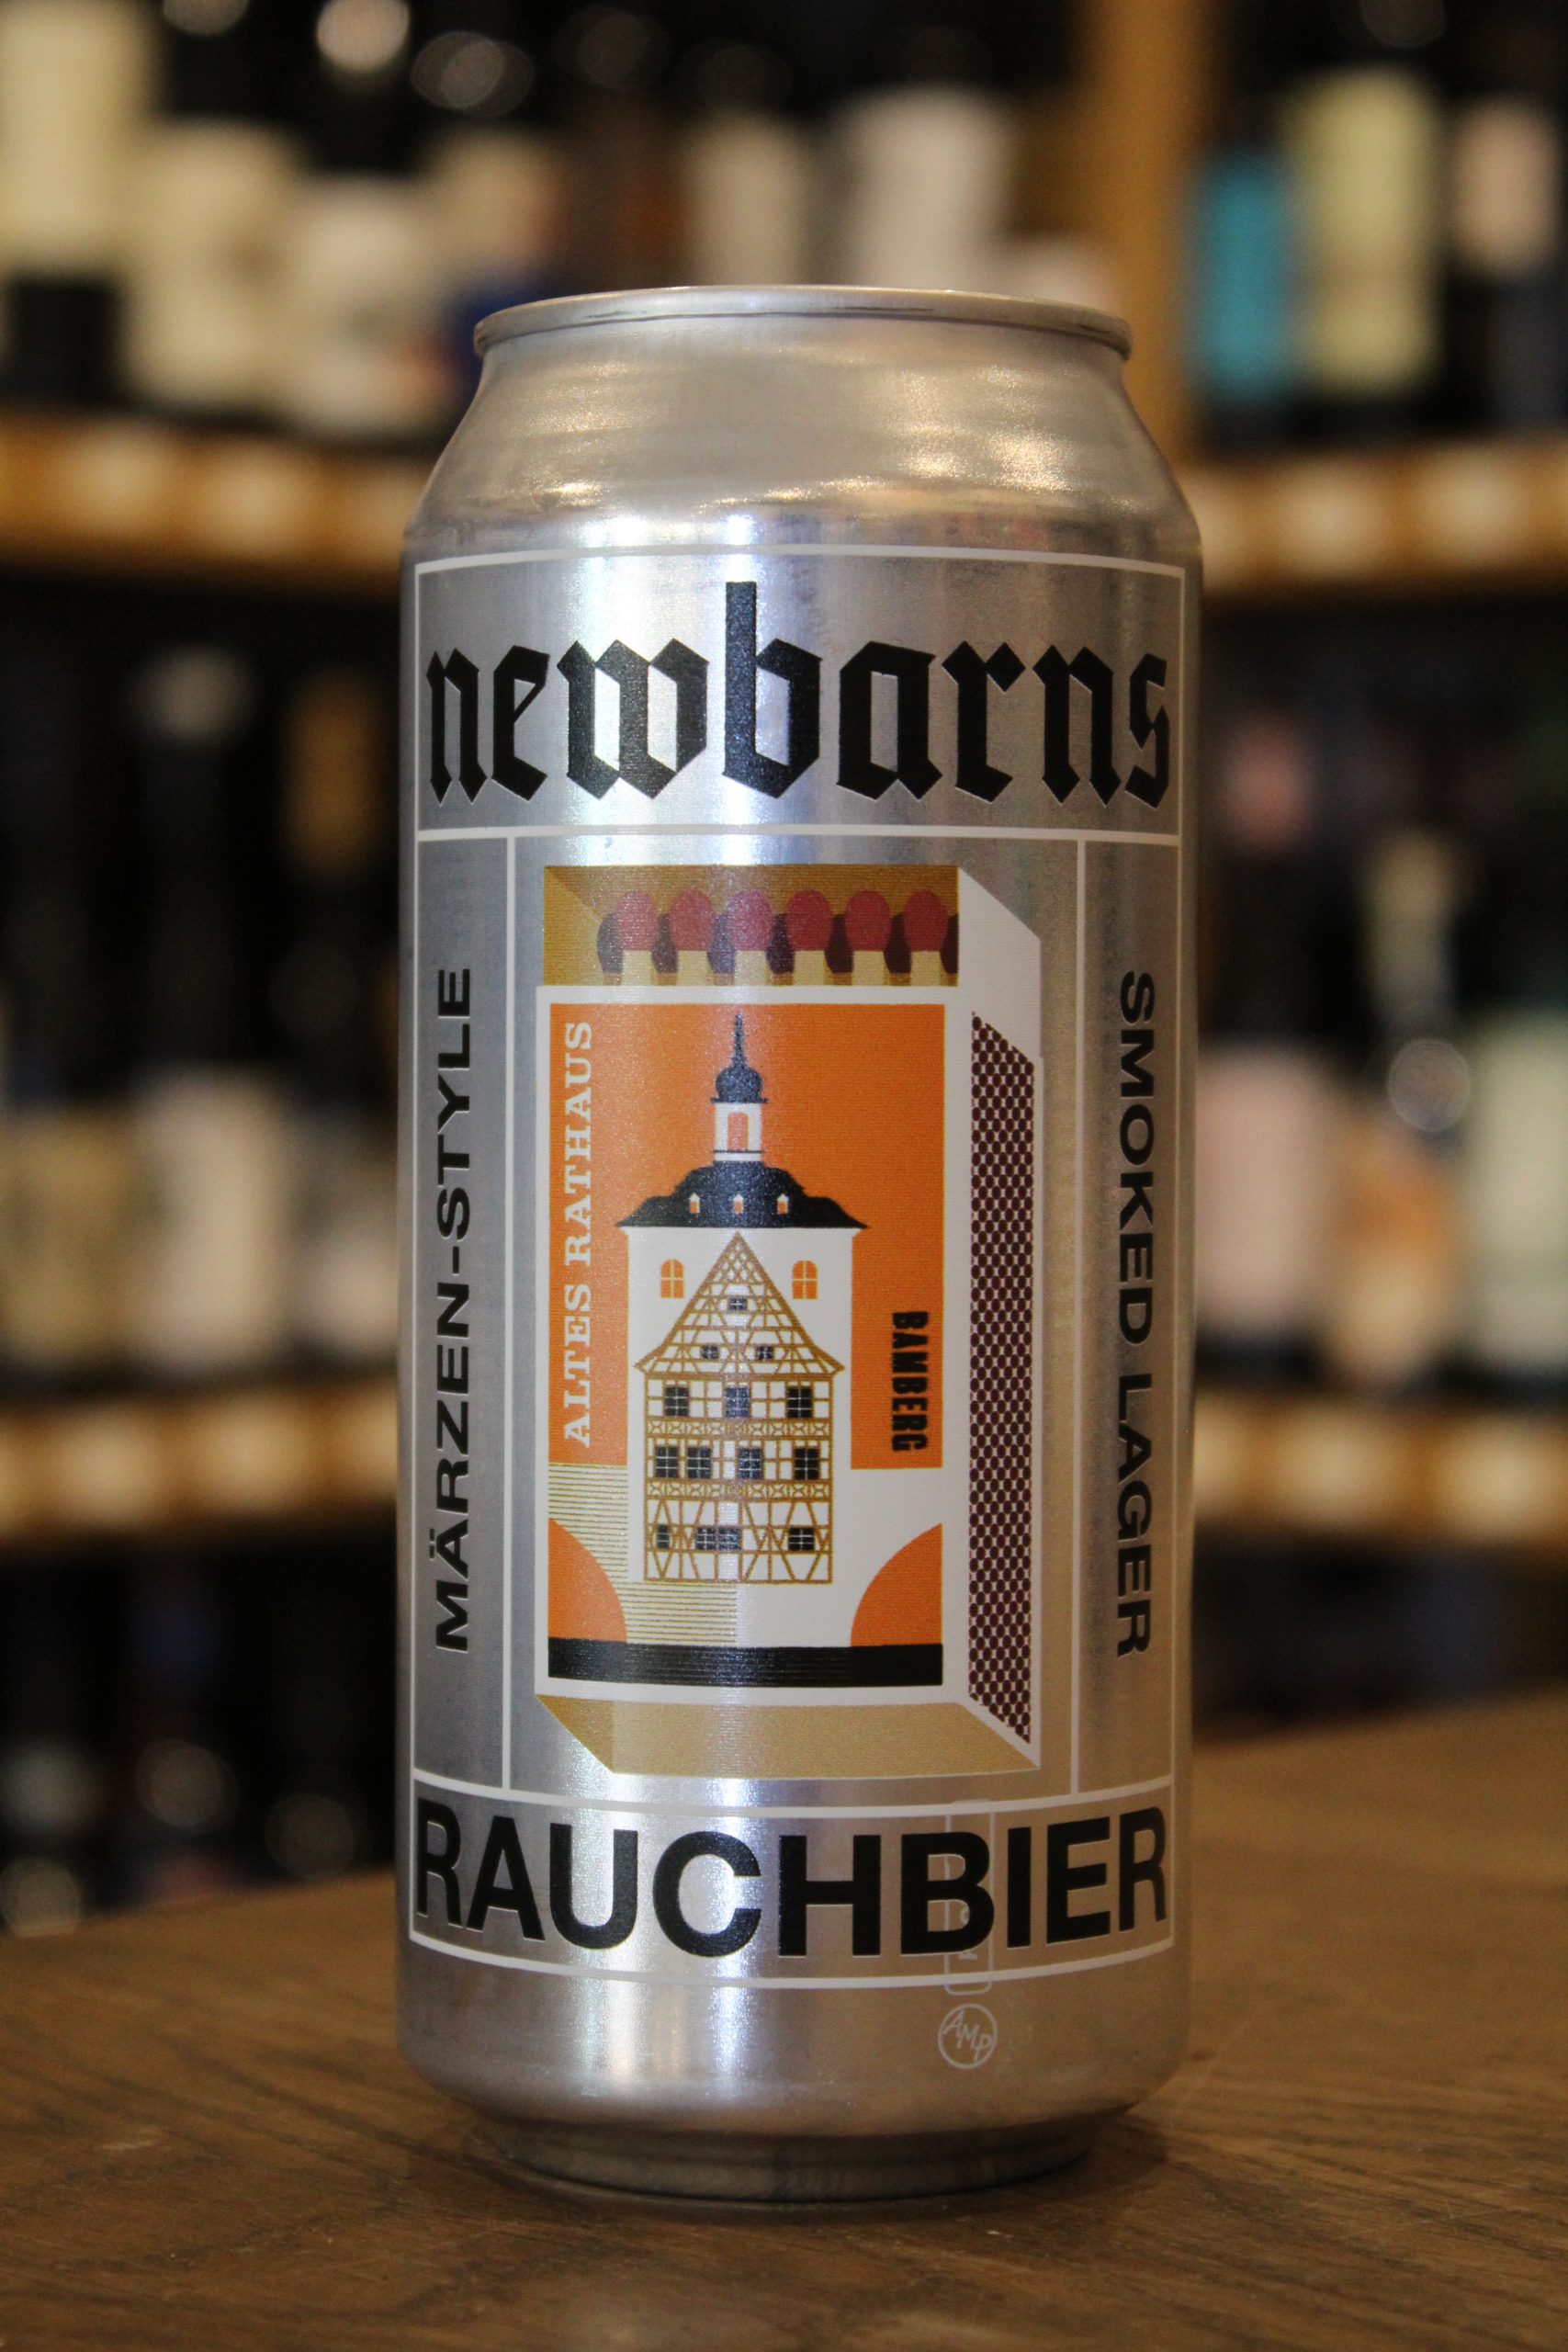 newbarns
MÄRZEN-STYLE
ALTES RATHAUS
BAMBERG
SMOKED LAGER
RAUCHBIER
AMP